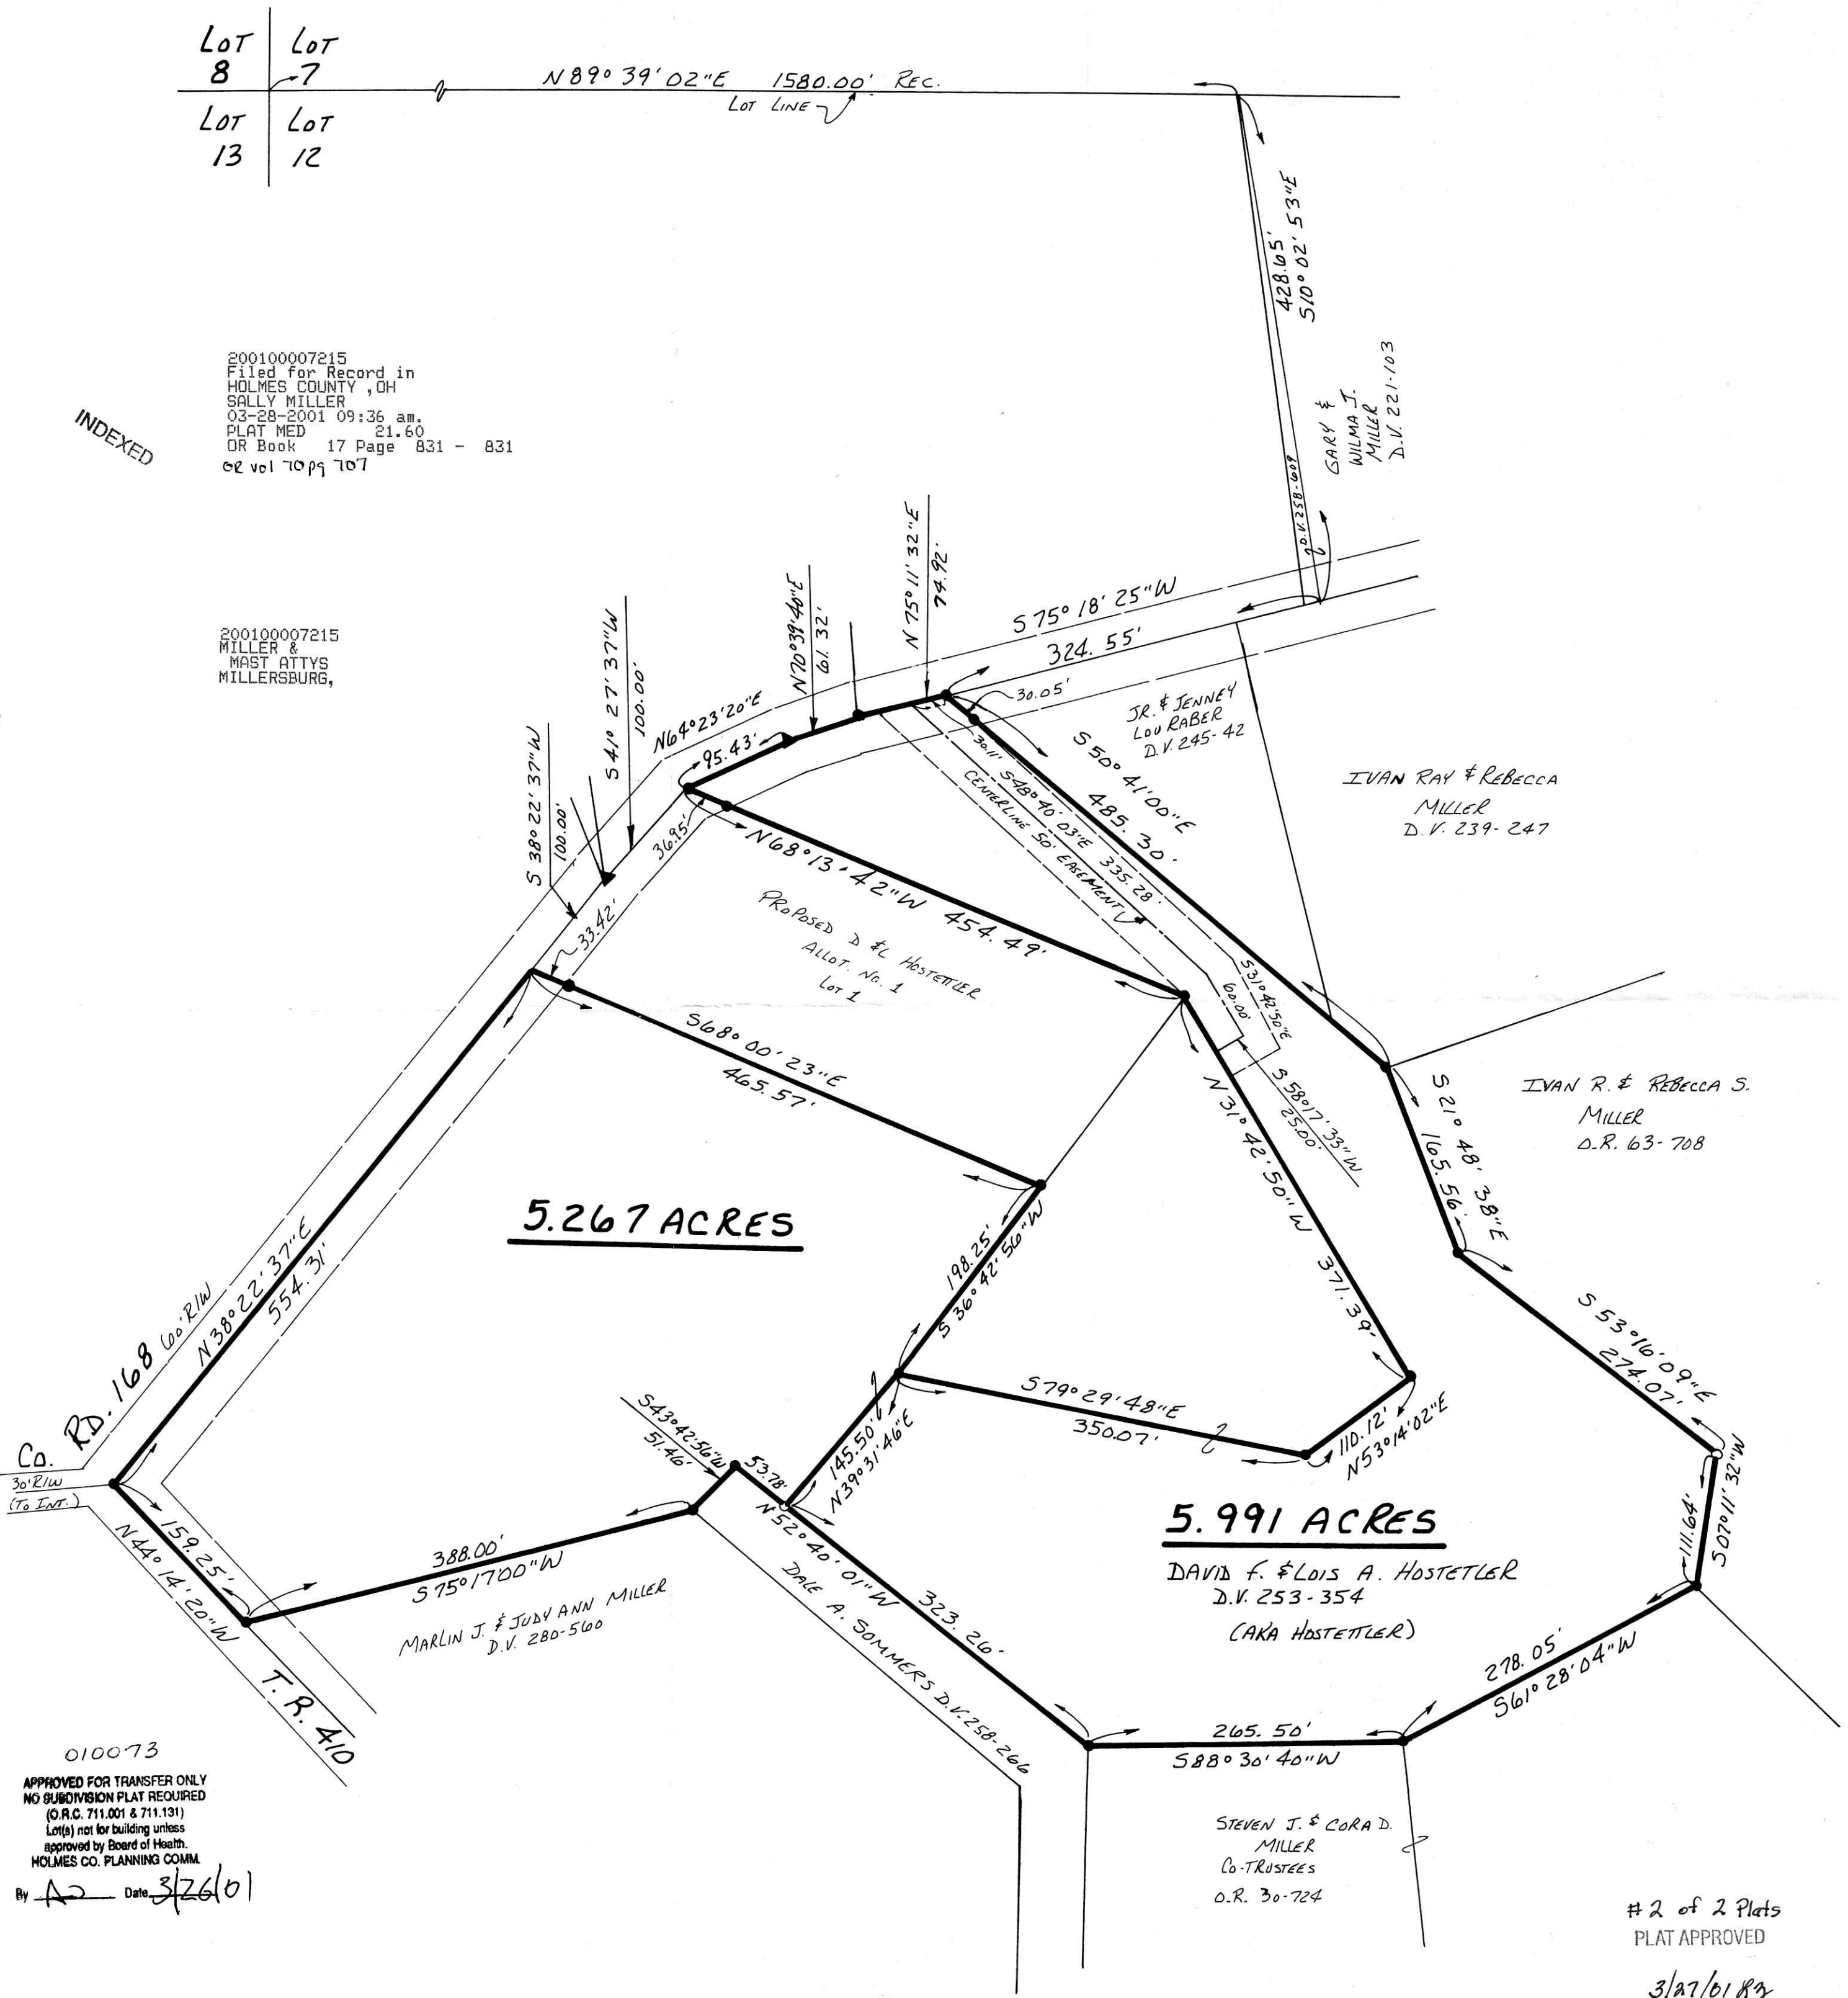 LOT
8
LOT
7
LOT
13
LOT
12
N 89° 39' 02"E 1580.00' REC.
LOT LINE
428.65'
S10° 02' 53"E
D.V. 258-609
GARY &
WILMA J.
MILLER
D.V. 221-103
INDEXED
200100007215
Filed for Record in
HOLMES COUNTY ,OH
SALLY MILLER
03-28-2001 09:36 am.
PLAT MED 21.60
OR Book 17 Page 831 - 831
OR vol 70 pg 707
200100007215
MILLER &
MAST ATTYS
MILLERSBURG,
S 38° 22' 37"W
100.00'
S 41° 27' 37"W
100.00'
N64°23'20"E
95.43'
N70°39'40"E
61.32'
N 75° 11' 32"E
74.92'
S 75° 18' 25"W
324.55'
30.05'
JR. & JENNEY
LOU RABER
D.V. 245-42
S 50° 41'00"E
485.30'
IVAN RAY & REBECCA
MILLER
D.V. 239-247
30.11' S48° 40' 03"E 335.28'
CENTERLINE 50' EASEMENT
36.95'
N68°13'42"W 454.49'
33.42'
PROPOSED D & L HOSTETTLER
ALLOT. NO. 1
LOT 1
S31°42'50"E
60.00'
S 58°17'33"W
25.00'
S68° 00' 23"E
465.57'
N 31° 42' 50"W 371.39'
S 21° 48' 38"E
165.56'
IVAN R. & REBECCA S.
MILLER
O.R. 63-708
5.267 ACRES
198.25'
S 36° 42' 56"W
N 38° 22' 37"E
554.31'
CO. RD. 168 60' R/W
30' R/W
(TO INT.)
S 53°16'09"E
274.07'
S79°29'48"E
350.07'
110.12'
N53°14'02"E
145.50'
N39°31'46"E
S43°42'56"W
51.46'
53.78'
N 52° 40' 01"W
323.26'
DALE A. SOMMERS D.V. 258-266
5.991 ACRES
DAVID F. & LOIS A. HOSTETLER
D.V. 253-354
(AKA HOSTETTLER)
111.64'
S07°11'32"W
159.25'
N44° 14' 20"W
388.00'
S 75°17'00"W
MARLIN J. & JUDY ANN MILLER
D.V. 280-560
T. R. 410
278.05'
S61° 28' 04"W
265.50'
S88° 30' 40"W
STEVEN J. & CORA D.
MILLER
CO-TRUSTEES
O.R. 30-724
010073
APPROVED FOR TRANSFER ONLY
NO SUBDIVISION PLAT REQUIRED
(O.R.C. 711.001 & 711.131)
Lot(s) not for building unless
approved by Board of Health.
HOLMES CO. PLANNING COMM.
By Date 3/26/01
#2 of 2 Plats
PLAT APPROVED
3/27/01